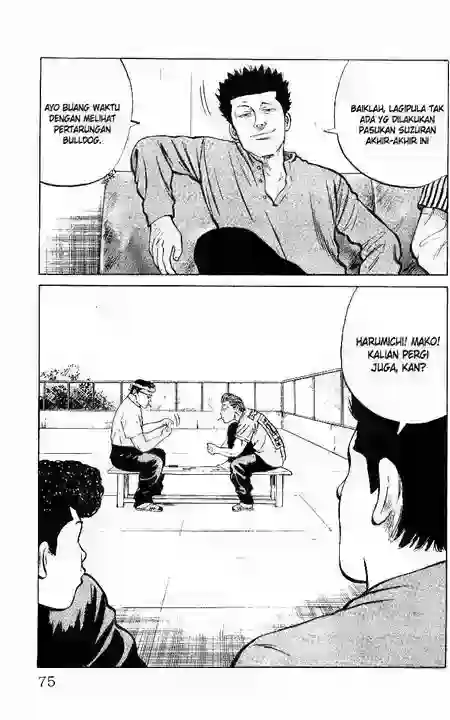 BAIKLAH, LAGIPULA TAK
ADA YG DILAKUKAN
PASUKAN SUZURAN
AKHIR-AKHIR INI
AYO BUANG WAKTU
DENGAN MELIHAT
PERTARUNGAN
BULLDOG.
HARUMICHI! MAKO!
KALIAN PERGI
JUGA, KAN?
75